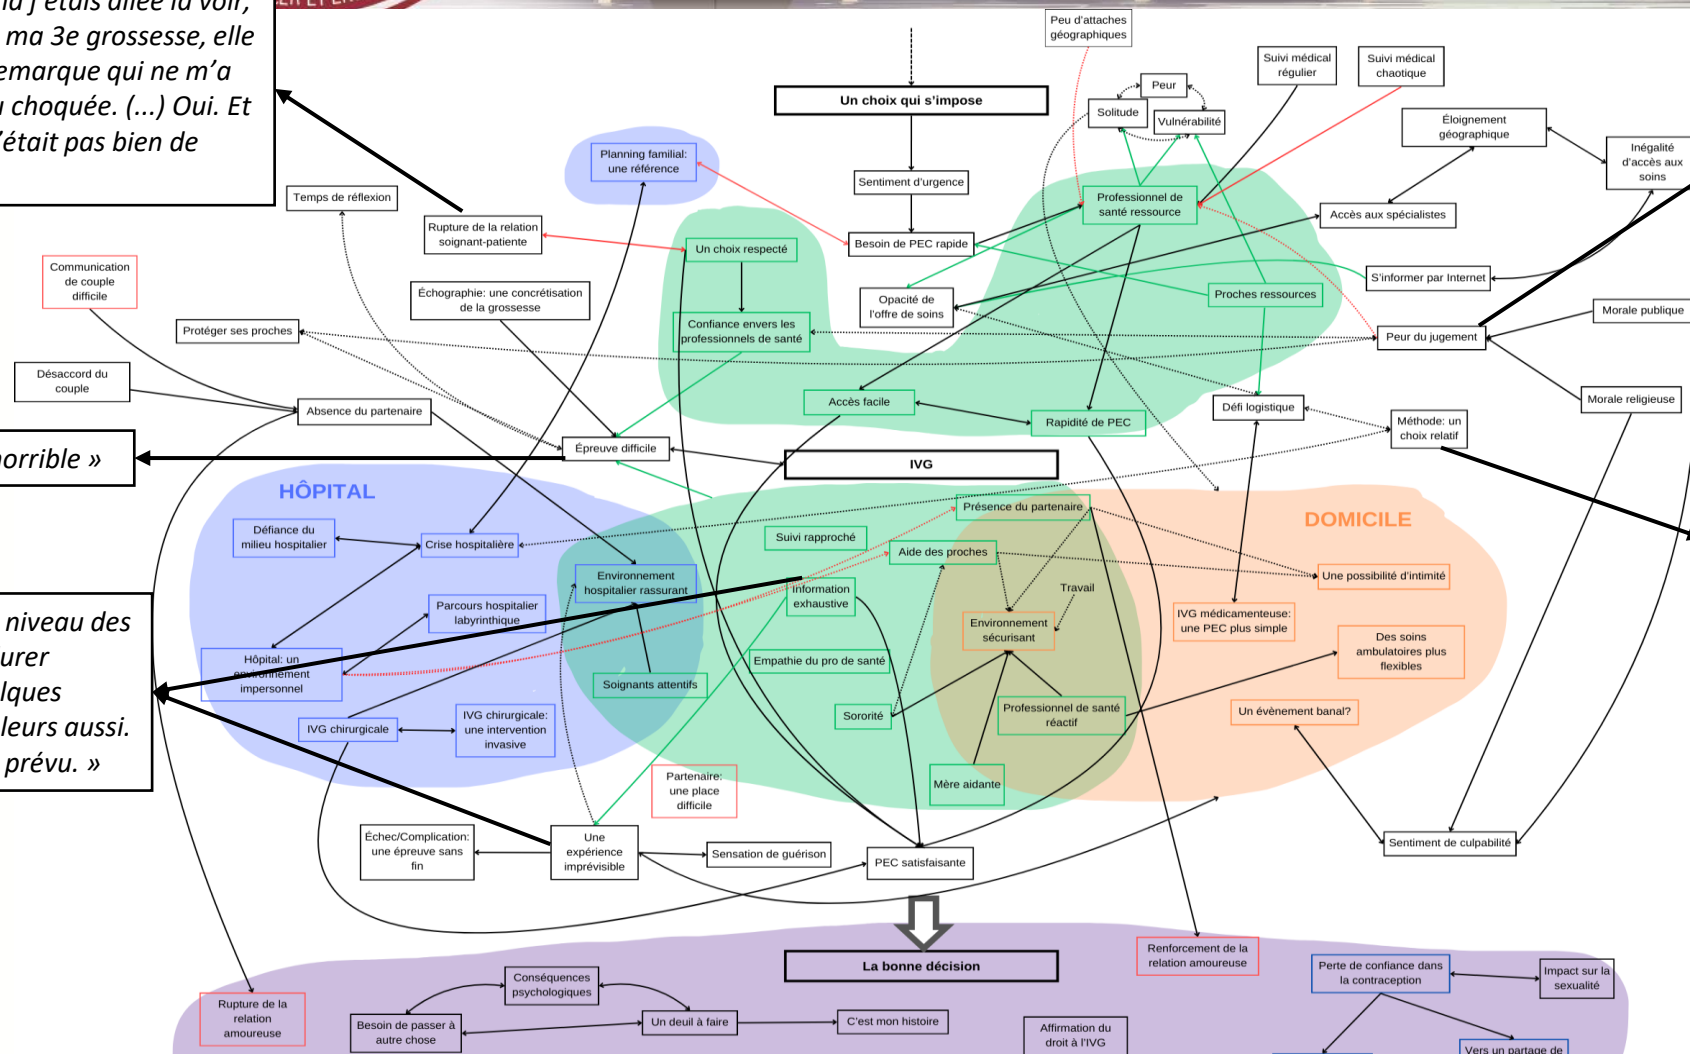 la j'étais allée la voir,
ma 3e grossesse, elle
emarque qui ne m'a
choquée. (...) Oui. Et
'était pas bien de
Peu d'attaches
géographiques
Un choix qui s'impose
Peur
Solitude
Vulnérabilité
Suivi médical
régulier
Suivi médical
chaotique
Éloignement
géographique
Inégalité
d'accès aux
soins
Planning familial:
une référence
Sentiment d'urgence
Temps de réflexion
Professionnel de
santé ressource
Accès aux spécialistes
Rupture de la relation
soignant-patiente
Un choix respecté
Besoin de PEC rapide
Communication
de couple
difficile
Échographie: une concrétisation
de la grossesse
Opacité de
l'offre de soins
Proches ressources
S'informer par Internet
Morale publique
Protéger ses proches
Confiance envers les
professionnels de santé
Peur du jugement
Désaccord du
couple
Absence du partenaire
Accès facile
Rapidité de PEC
Défi logistique
Morale religieuse
Méthode: un
choix relatif
orrible »
Épreuve difficile
IVG
HÔPITAL
DOMICILE
Défiance du
milieu hospitalier
Crise hospitalière
Suivi rapproché
Présence du partenaire
Aide des proches
Environnement
hospitalier rassurant
Information
exhaustive
Travail
Une possibilité d'intimité
Parcours hospitalier
labyrinthique
Environnement
sécurisant
IVG médicamenteuse:
une PEC plus simple
Des soins
ambulatoires plus
flexibles
niveau des
urer
lques
leurs aussi.
prévu. »
Hôpital: un
environnement
impersonnel
Empathie du pro de santé
Soignants attentifs
IVG chirurgicale
IVG chirurgicale:
une intervention
invasive
Sororité
Professionnel de santé
réactif
Un évènement banal?
Partenaire:
une place
difficile
Mère aidante
Échec/Complication:
une épreuve sans
fin
Une
expérience
imprévisible
Sensation de guérison
PEC satisfaisante
Sentiment de culpabilité
La bonne décision
Renforcement de la
relation amoureuse
Perte de confiance dans
la contraception
Impact sur la
sexualité
Conséquences
psychologiques
Rupture de la
relation
amoureuse
Besoin de passer à
autre chose
Un deuil à faire
C'est mon histoire
Affirmation du
droit à l'IVG
Vers un partage de